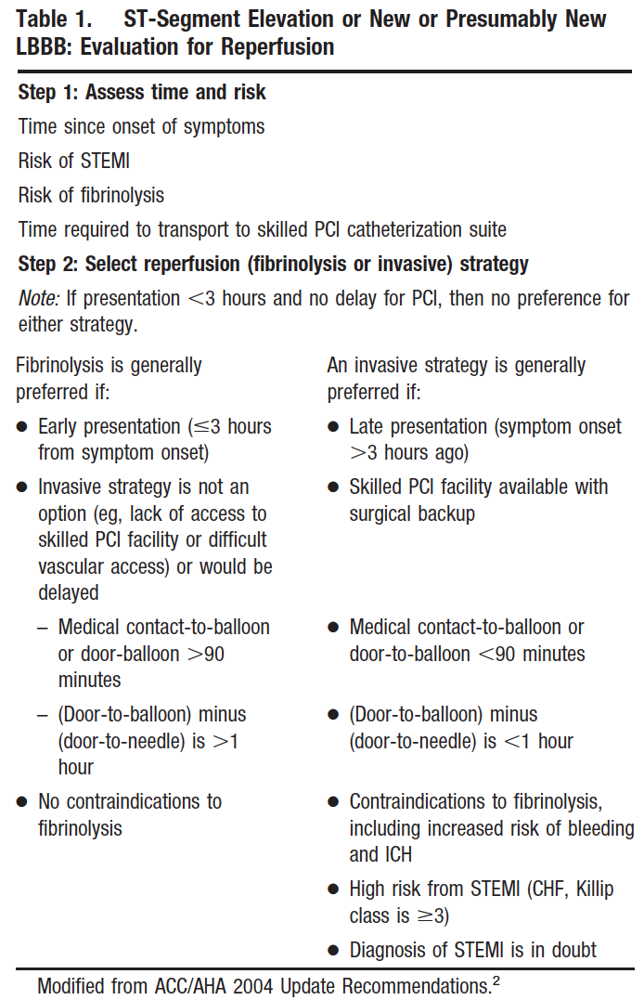 Table 1. ST-Segment Elevation or New or Presumably New
LBBB: Evaluation for Reperfusion
Step 1: Assess time and risk
Time since onset of symptoms
Risk of STEMI
Risk of fibrinolysis
Time required to transport to skilled PCI catheterization suite
Step 2: Select reperfusion (fibrinolysis or invasive) strategy
Note: If presentation <3 hours and no delay for PCI, then no preference for
either strategy.
Fibrinolysis is generally
preferred if:
● Early presentation (≤3 hours
from symptom onset)
● Invasive strategy is not an
option (eg, lack of access to
skilled PCI facility or difficult
vascular access) or would be
delayed
– Medical contact-to-balloon
or door-balloon >90
minutes
– (Door-to-balloon) minus
(door-to-needle) is >1
hour
● No contraindications to
fibrinolysis
An invasive strategy is generally
preferred if:
● Late presentation (symptom onset
>3 hours ago)
● Skilled PCI facility available with
surgical backup
● Medical contact-to-balloon or
door-to-balloon <90 minutes
● (Door-to-balloon) minus
(door-to-needle) is <1 hour
● Contraindications to fibrinolysis,
including increased risk of bleeding
and ICH
● High risk from STEMI (CHF, Killip
class is ≥3)
● Diagnosis of STEMI is in doubt
Modified from ACC/AHA 2004 Update Recommendations.²